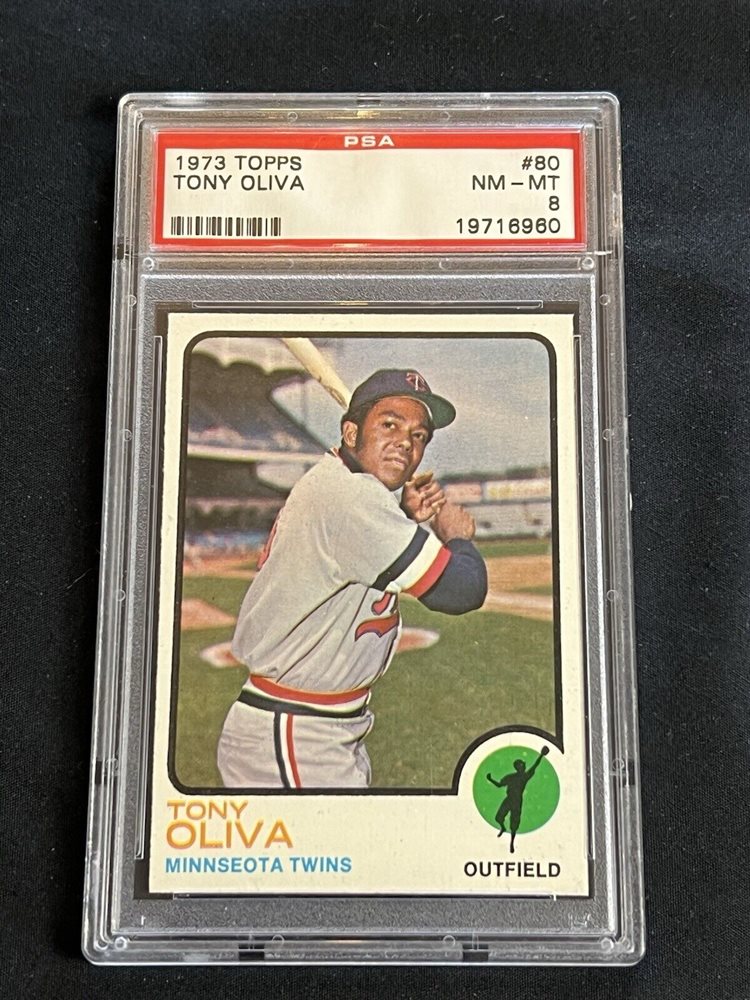 PSA
1973 TOPPS #80
TONY OLIVA NM - MT
8
19716960
TONY
OLIVA
MINNSEOTA TWINS
OUTFIELD